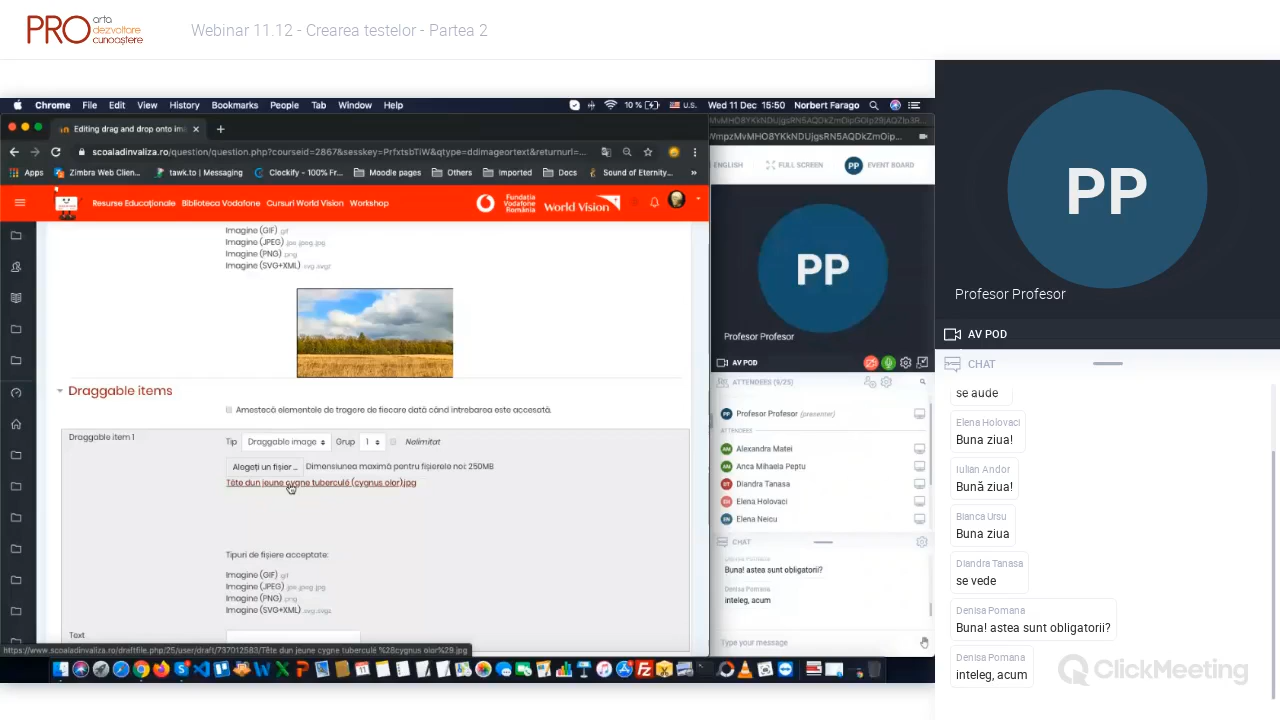 PRO arta
dezvoltare
cunoaștere
Webinar 11.12 - Crearea testelor - Partea 2
Chrome File Edit View History Bookmarks People Tab Window Help
10 % U.S. Wed 11 Dec 15:50 Norbert Farago
Editing drag and drop onto im
scoaladinvaliza.ro/question/question.php?courseid=2867&sesskey=PrfxtsbTiW&qtype=ddimageortext&returnurl=...
Apps Zimbra Web Clien... tawk.to | Messaging Clockify - 100% Fr... Moodle pages Others Imported Docs Sound of Eternity... »
Resurse Educaționale Biblioteca Vodafone Cursuri World Vision Workshop
Fundația
Vodafone
România
World Vision
Imagine (GIF) .gif
Imagine (JPEG) .jpe .jpeg .jpg
Imagine (PNG) .png
Imagine (SVG+XML) .svg .svgz
Draggable items
Amestecă elementele de tragere de fiecare dată când întrebarea este accesată.
Draggable item 1
Tip Draggable image Grup 1 Nelimitat
Alegeți un fișier ... Dimensiunea maximă pentru fișierele noi: 250MB
Tête dun jeune cygne tuberculé (cygnus olor).jpg
Tipuri de fișiere acceptate:
Imagine (GIF) .gif
Imagine (JPEG) .jpe .jpeg .jpg
Imagine (PNG) .png
Imagine (SVG+XML) .svg .svgz
Text
https://www.scoaladinvaliza.ro/draftfile.php/25/user/draft/737012583/Tête dun jeune cygne tuberculé %28cygnus olor%29.jpg
ENGLISH FULL SCREEN PP EVENT BOARD
PP
Profesor Profesor
AV POD
ATTENDEES (9/25)
PP Profesor Profesor (presenter)
ATTENDEES
AM Alexandra Matei
AM Anca Mihaela Peptu
DT Diandra Tanasa
EH Elena Holovaci
EN Elena Neicu
CHAT
Buna! astea sunt obligatorii?
Denisa Pomana
inteleg, acum
Type your message
PP
Profesor Profesor
AV POD
CHAT
se aude
Elena Holovaci
Buna ziua!
Iulian Andor
Bună ziua!
Bianca Ursu
Buna ziua
Diandra Tanasa
se vede
Denisa Pomana
Buna! astea sunt obligatorii?
Denisa Pomana
inteleg, acum
ClickMeeting